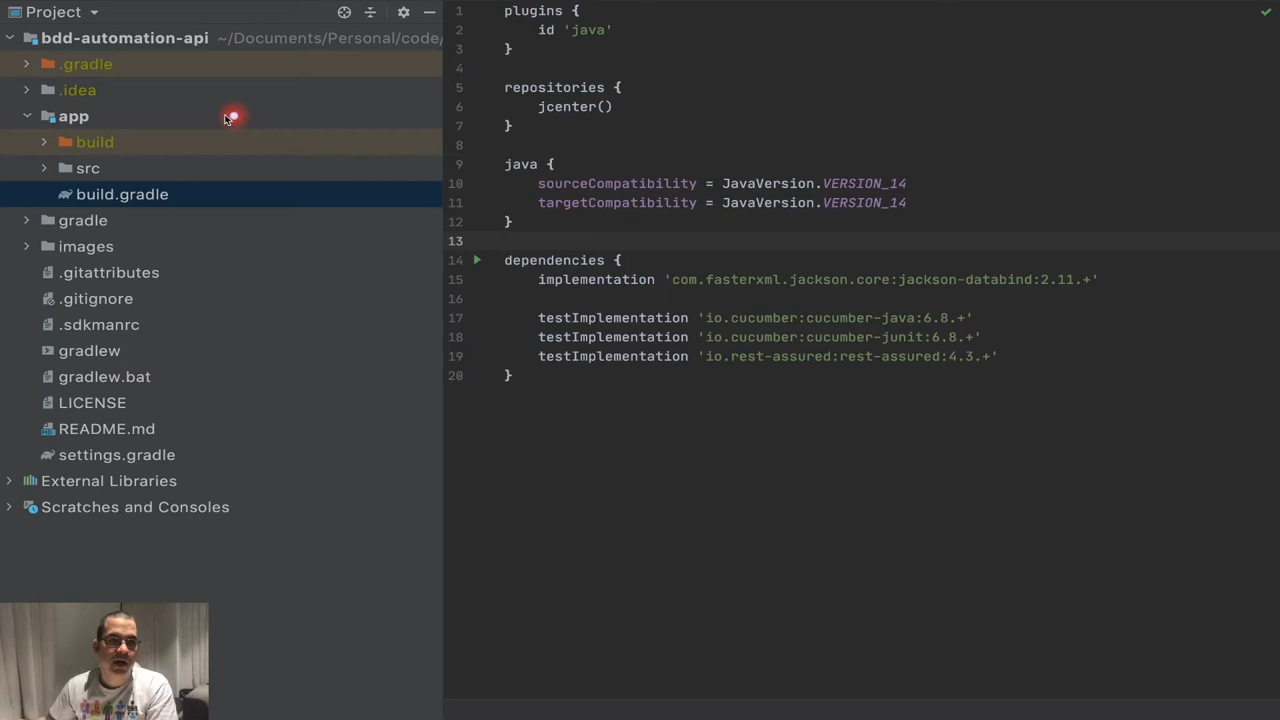 Project
bdd-automation-api ~/Documents/Personal/code/
.gradle
.idea
app
build
src
build.gradle
gradle
images
.gitattributes
.gitignore
.sdkmanrc
gradlew
gradlew.bat
LICENSE
README.md
settings.gradle
External Libraries
Scratches and Consoles
1 plugins {
2 id 'java'
3 }
4
5 repositories {
6 jcenter()
7 }
8
9 java {
10 sourceCompatibility = JavaVersion.VERSION_14
11 targetCompatibility = JavaVersion.VERSION_14
12 }
13
14 dependencies {
15 implementation 'com.fasterxml.jackson.core:jackson-databind:2.11.+'
16
17 testImplementation 'io.cucumber:cucumber-java:6.8.+'
18 testImplementation 'io.cucumber:cucumber-junit:6.8.+'
19 testImplementation 'io.rest-assured:rest-assured:4.3.+'
20 }